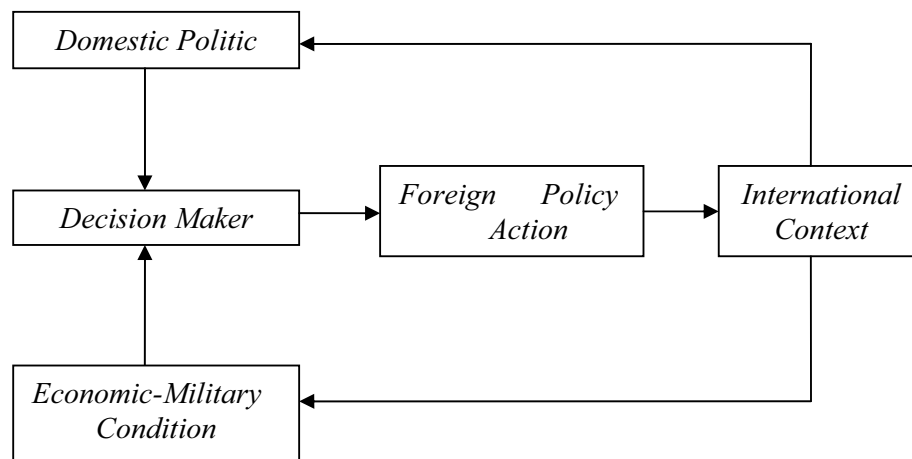 Domestic Politic
Decision Maker
Foreign Policy
Action
International
Context
Economic-Military
Condition